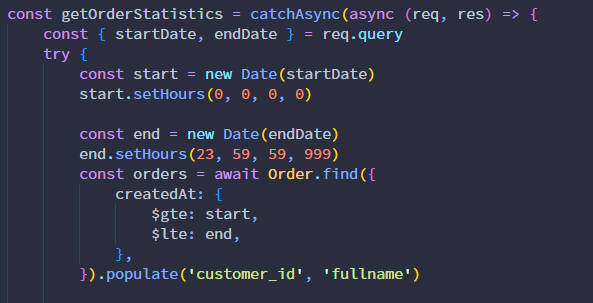 const getOrderStatistics = catchAsync(async (req, res) => {
    const { startDate, endDate } = req.query
    try {
        const start = new Date(startDate)
        start.setHours(0, 0, 0, 0)

        const end = new Date(endDate)
        end.setHours(23, 59, 59, 999)
        const orders = await Order.find({
            createdAt: {
                $gte: start,
                $lte: end,
            },
        }).populate('customer_id', 'fullname')